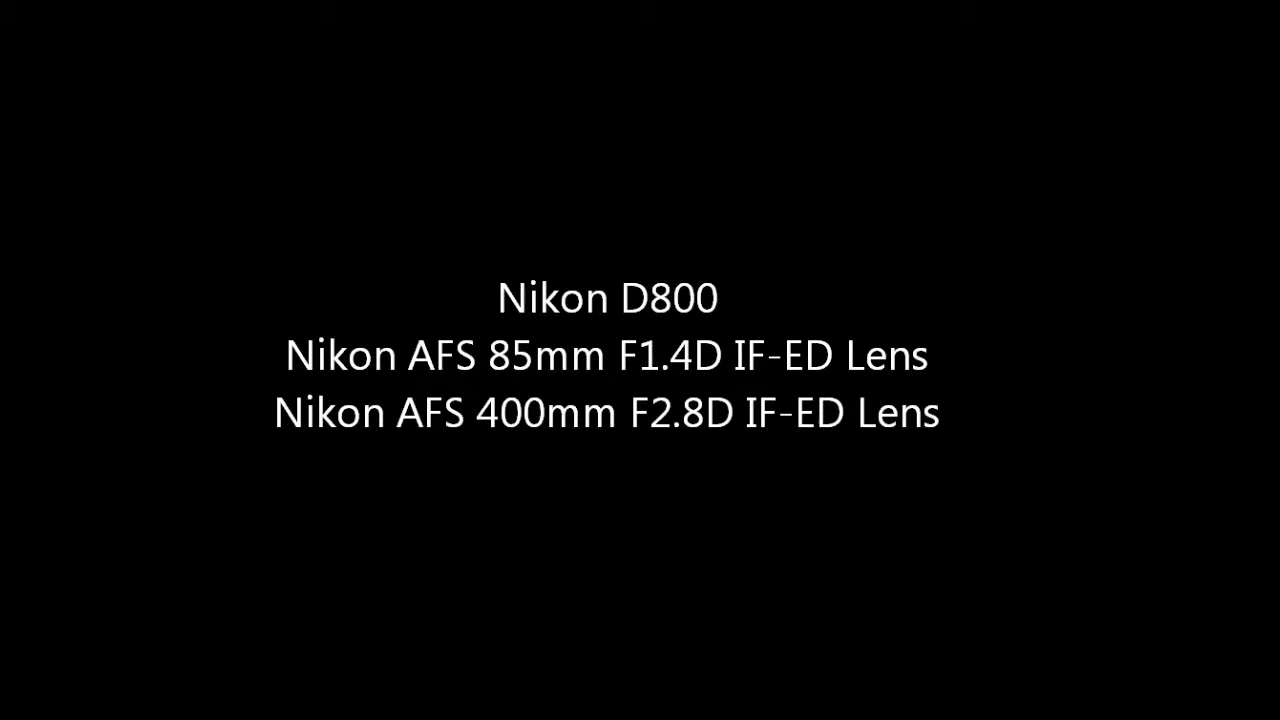 Nikon D800
Nikon AFS 85mm F1.4D IF-ED Lens
Nikon AFS 400mm F2.8D IF-ED Lens